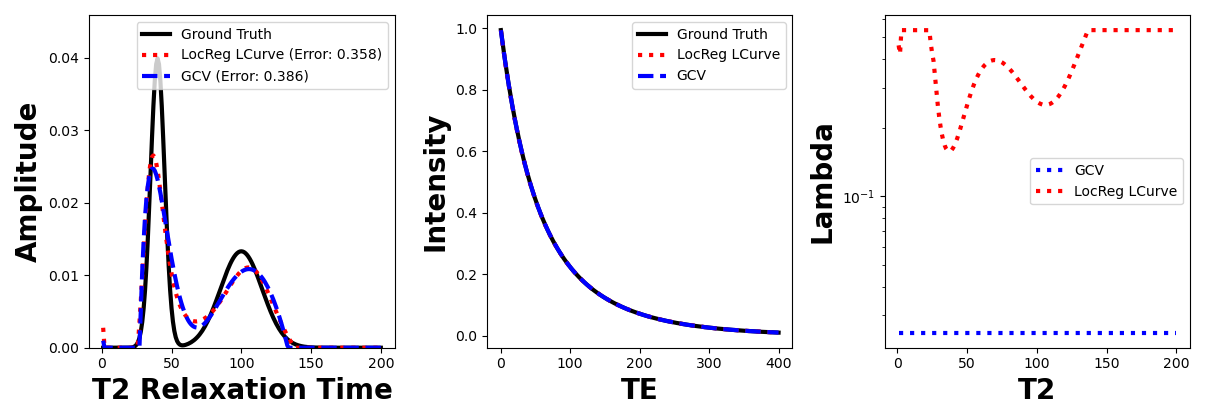 Amplitude
0.04
0.03
0.02
0.01
0.00
Ground Truth
LocReg LCurve (Error: 0.358)
GCV (Error: 0.386)
0 50 100 150 200
T2 Relaxation Time
Intensity
1.0
0.8
0.6
0.4
0.2
0.0
Ground Truth
LocReg LCurve
GCV
0 100 200 300 400
TE
Lambda
10⁻¹
GCV
LocReg LCurve
0 50 100 150 200
T2